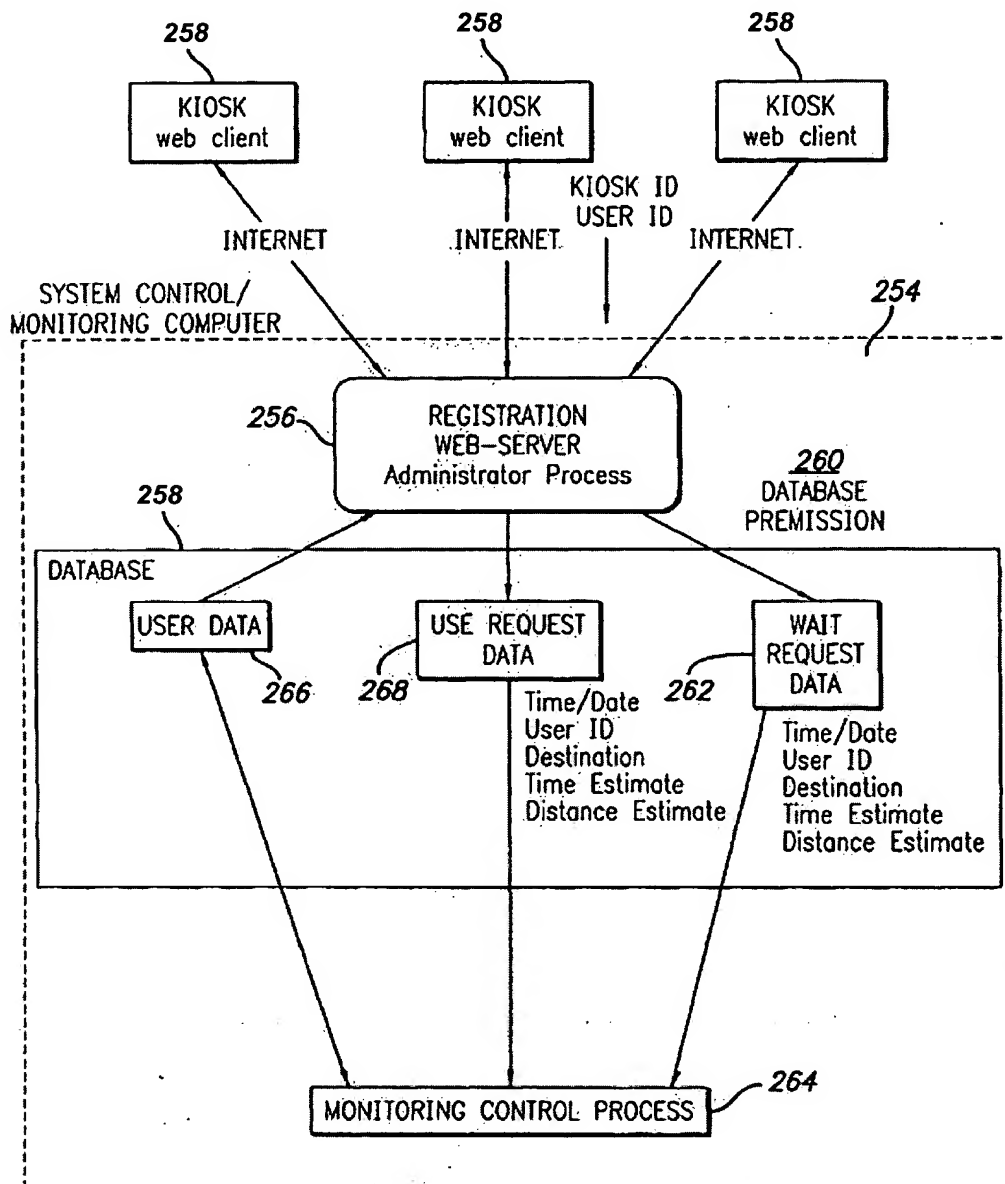 258
258
258
KIOSK
web client
KIOSK
web client
KIOSK
web client
KIOSK ID
USER ID
INTERNET
INTERNET
INTERNET
SYSTEM CONTROL/
MONITORING COMPUTER
254
256
REGISTRATION
WEB-SERVER
Administrator Process
260
DATABASE
PREMISSION
258
DATABASE
USER DATA
266
USE REQUEST
DATA
268
Time/Date
User ID
Destination
Time Estimate
Distance Estimate
WAIT
REQUEST
DATA
262
Time/Date
User ID
Destination
Time Estimate
Distance Estimate
MONITORING CONTROL PROCESS
264